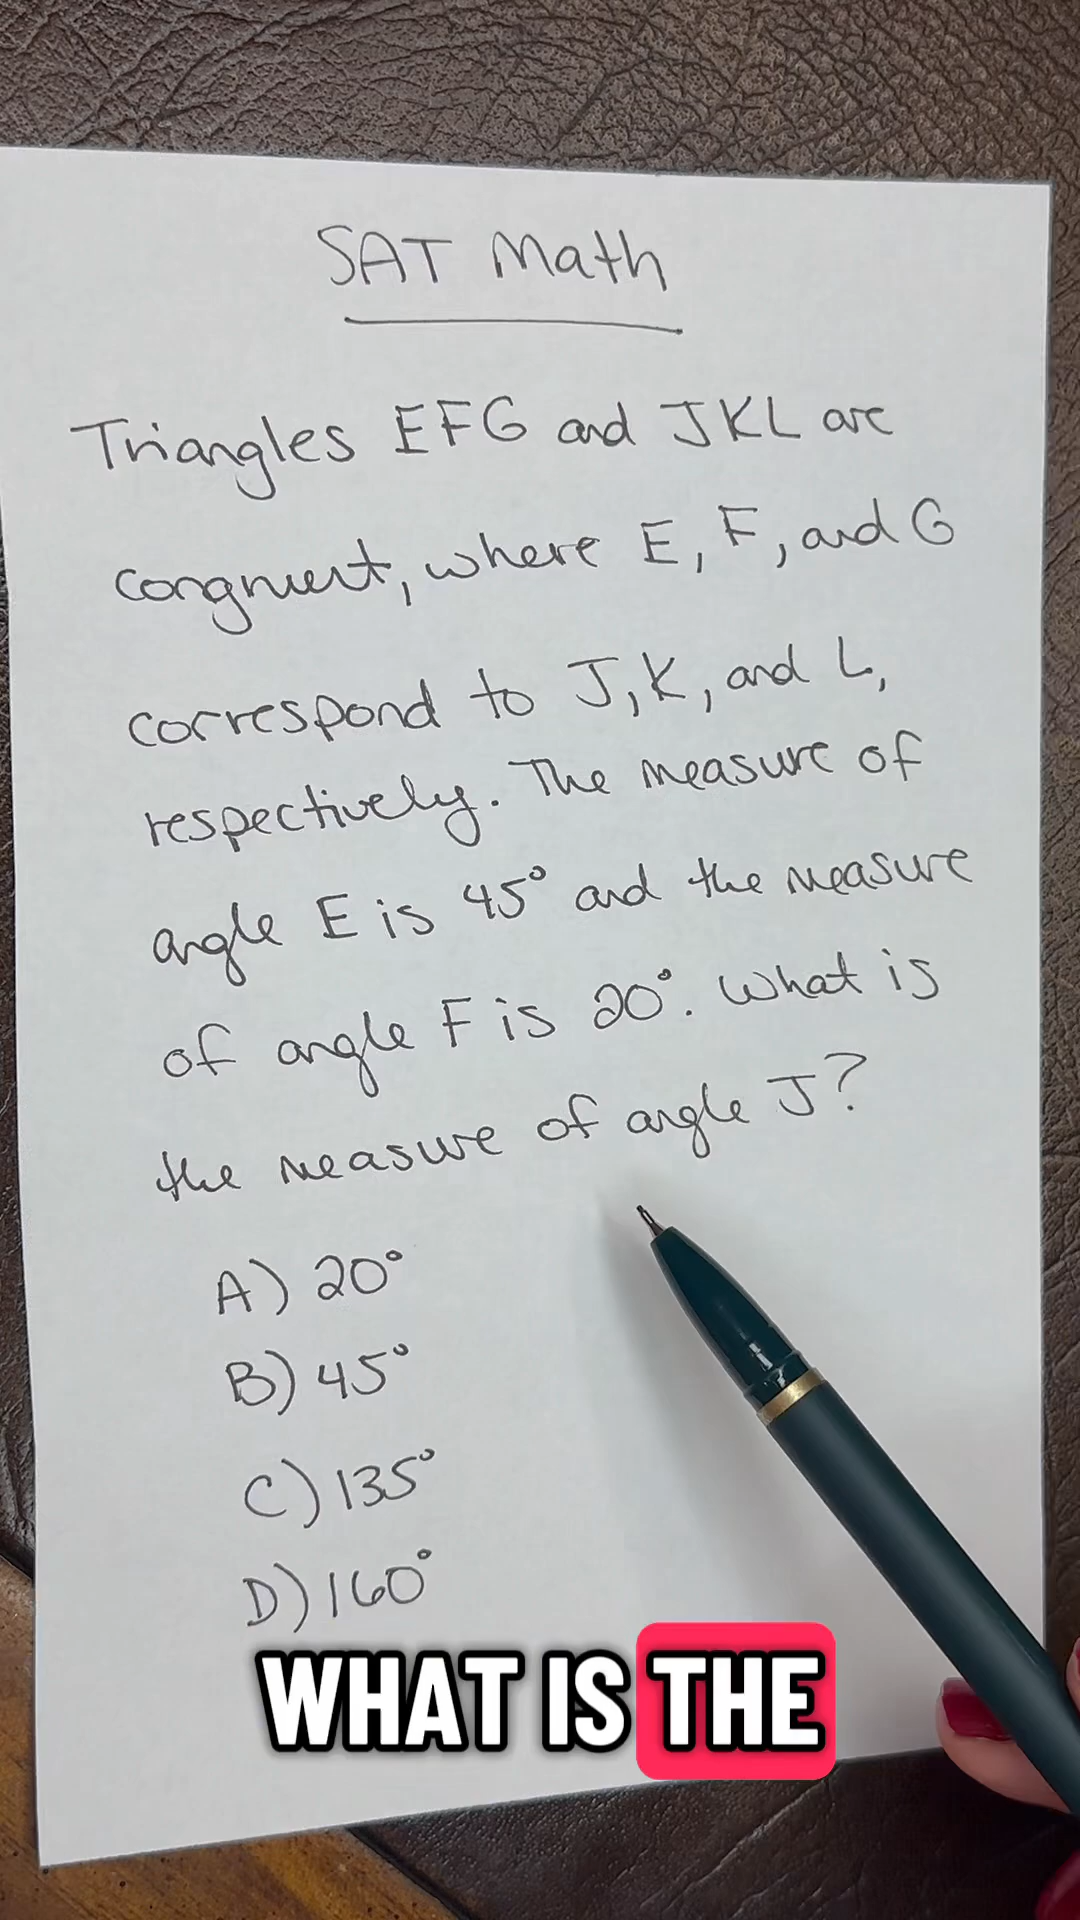 SAT Math
Triangles EFG and JKL are
congruent, where E, F, and G
correspond to J, K, and L,
respectively. The measure of
angle E is 45° and the measure
of angle F is 20°. What is
the measure of angle J?
A) 20°
B) 45°
C) 135°
D) 160°
WHAT IS THE